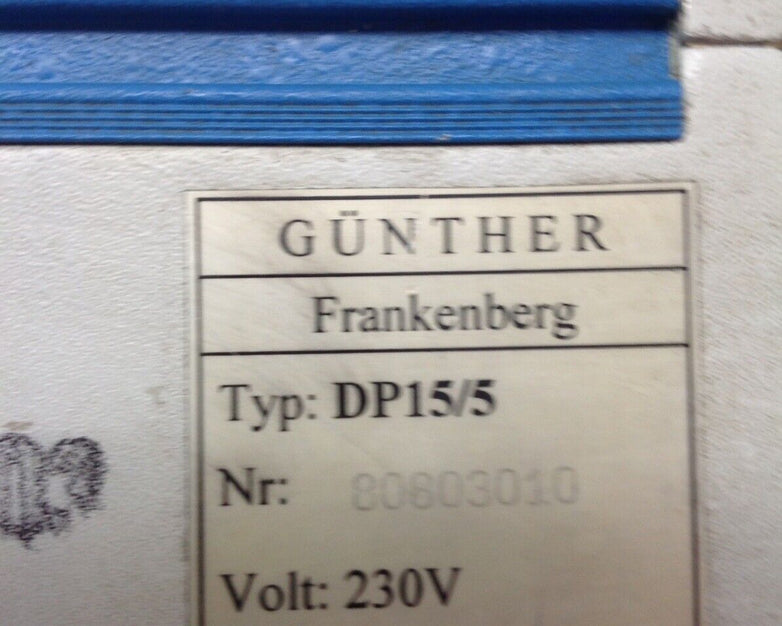 GÜNTHER
Frankenberg
Typ: DP15/5
Nr: 80803010
Volt: 230V